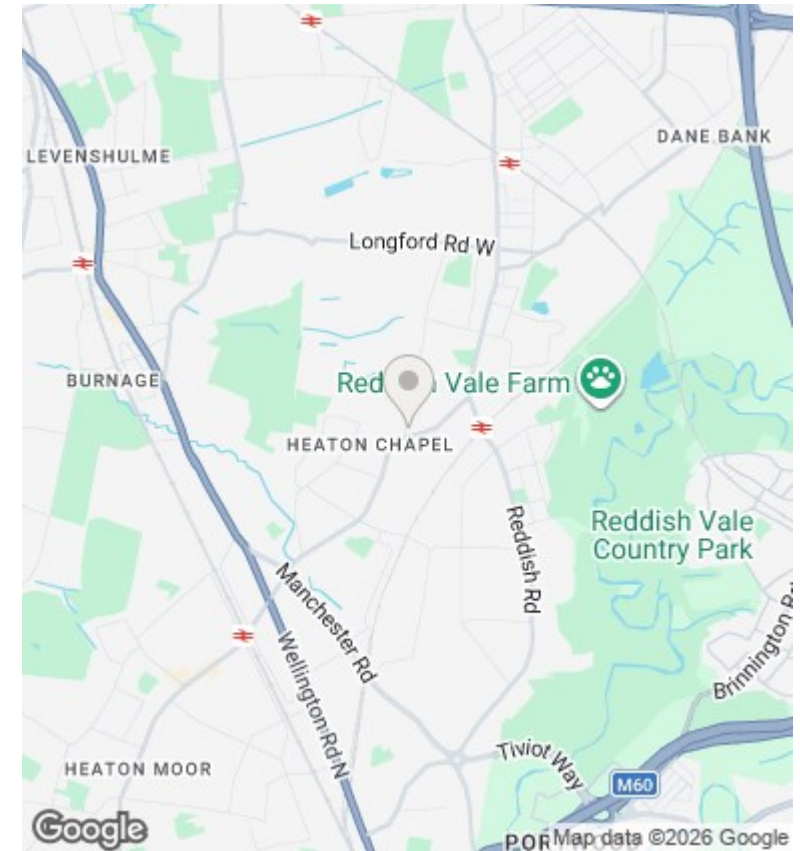 DANE BANK
LEVENSHULME
Longford Rd W
BURNAGE
Vale Farm
HEATON CHAPEL
Reddish Vale
Country Park
Reddish Rd
Manchester Rd
Brinnington Rd
Wellington Rd N
Tiviot Way
HEATON MOOR
M60
Google
Map data ©2026 Google